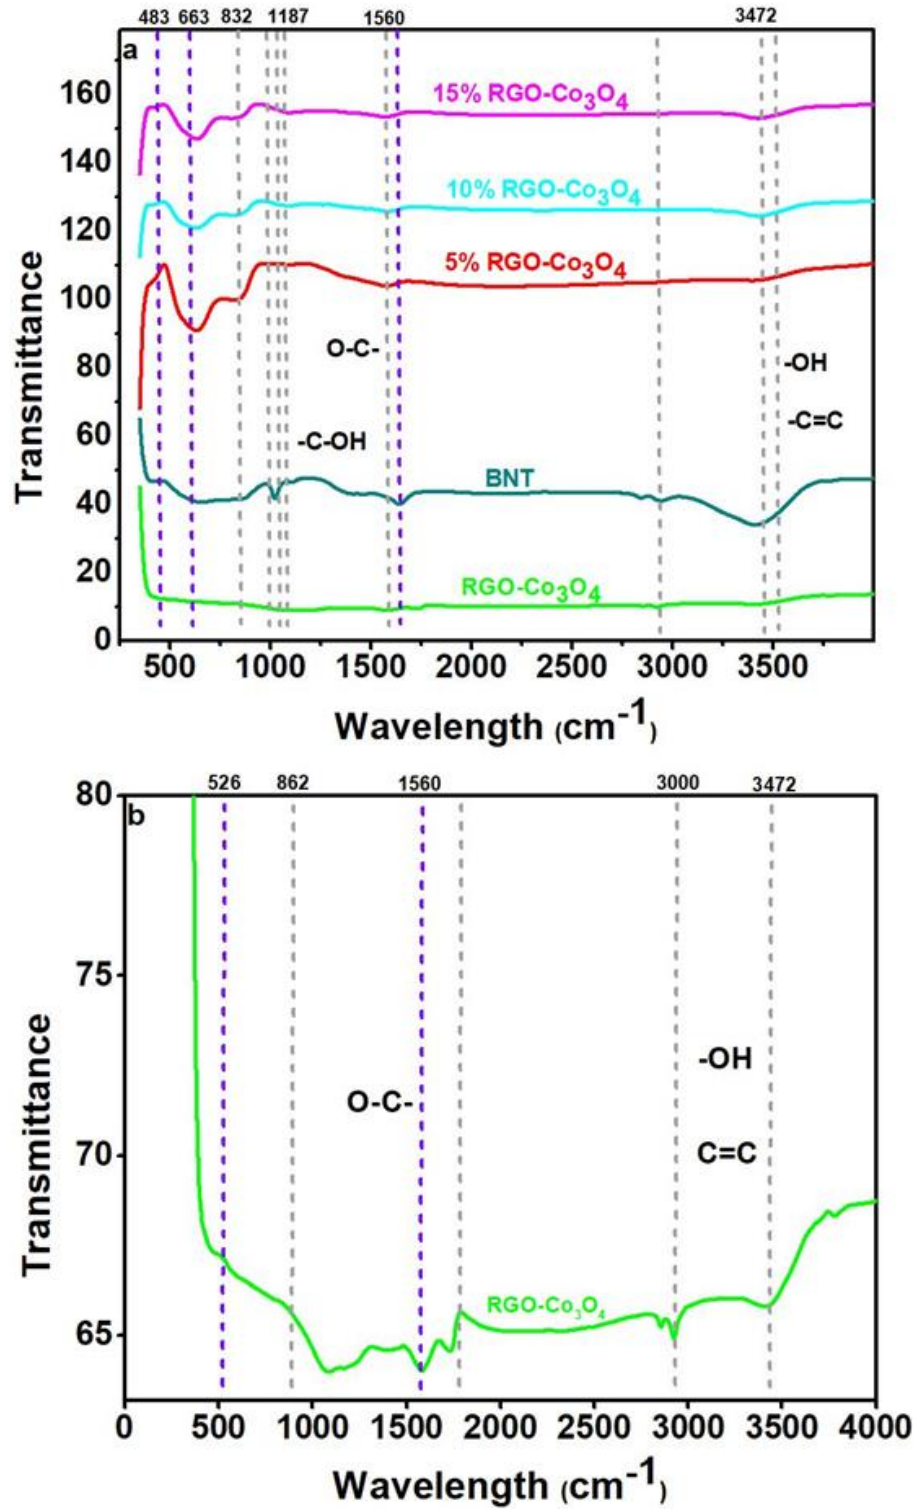 483 663 832 1187 1560 3472
a
160
15% RGO-Co3O4
140
10% RGO-Co3O4
120
5% RGO-Co3O4
100
O-C-
80
-OH
-C=C
-C-OH
60
BNT
40
RGO-Co3O4
20
0
Transmittance
500 1000 1500 2000 2500 3000 3500
Wavelength (cm-1)
526 862 1560 3000 3472
80
b
75
-OH
O-C-
70
C=C
RGO-Co3O4
65
Transmittance
0 500 1000 1500 2000 2500 3000 3500 4000
Wavelength (cm-1)